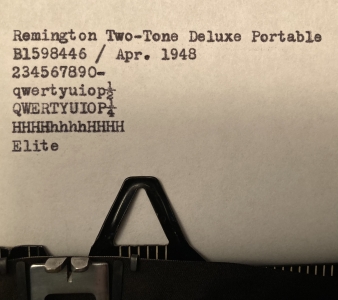 Remington Two-Tone Deluxe Portable
B1598446 / Apr. 1948
234567890-
qwertyuiop½
QWERTYUIOP¼
HHHHhhhhHHHH
Elite